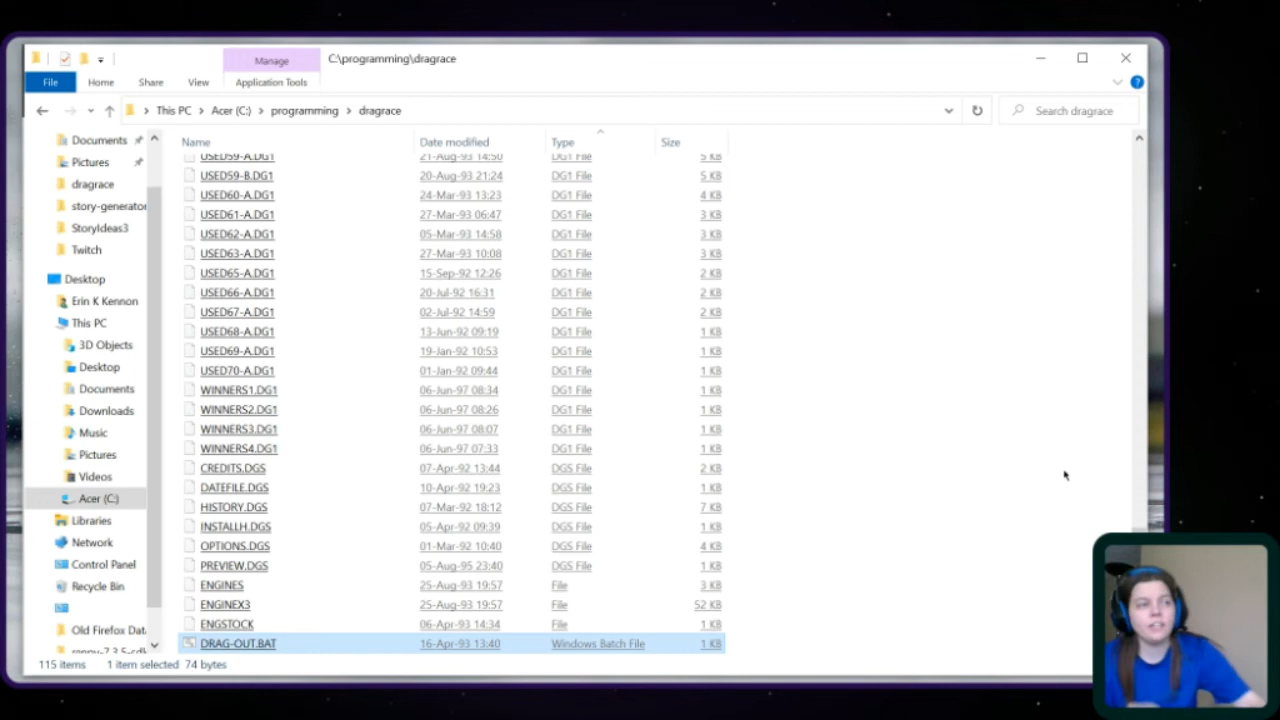 Manage
C:\programming\dragrace
File Home Share View Application Tools
This PC Acer (C:) programming dragrace Search dragrace
Documents
Pictures
dragrace
story-generator
StoryIdeas3
Twitch
Desktop
Erin K Kennon
This PC
3D Objects
Desktop
Documents
Downloads
Music
Pictures
Videos
Acer (C:)
Libraries
Network
Control Panel
Recycle Bin
Old Firefox Dat
Name Date modified Type Size
USED59-A.DG1 21-Aug-93 14:50 DG1 File 5 KB
USED59-B.DG1 20-Aug-93 21:24 DG1 File 5 KB
USED60-A.DG1 24-Mar-93 13:23 DG1 File 4 KB
USED61-A.DG1 27-Mar-93 06:47 DG1 File 3 KB
USED62-A.DG1 05-Mar-93 14:58 DG1 File 3 KB
USED63-A.DG1 27-Mar-93 10:08 DG1 File 3 KB
USED65-A.DG1 15-Sep-92 12:26 DG1 File 2 KB
USED66-A.DG1 20-Jul-92 16:31 DG1 File 2 KB
USED67-A.DG1 02-Jul-92 14:59 DG1 File 2 KB
USED68-A.DG1 13-Jun-92 09:19 DG1 File 1 KB
USED69-A.DG1 19-Jan-92 10:53 DG1 File 1 KB
USED70-A.DG1 01-Jan-92 09:44 DG1 File 1 KB
WINNERS1.DG1 06-Jun-97 08:34 DG1 File 1 KB
WINNERS2.DG1 06-Jun-97 08:26 DG1 File 1 KB
WINNERS3.DG1 06-Jun-97 08:07 DG1 File 1 KB
WINNERS4.DG1 06-Jun-97 07:33 DG1 File 1 KB
CREDITS.DGS 07-Apr-92 13:44 DGS File 2 KB
DATEFILE.DGS 10-Apr-92 19:23 DGS File 1 KB
HISTORY.DGS 07-Mar-92 18:12 DGS File 7 KB
INSTALLH.DGS 05-Apr-92 09:39 DGS File 1 KB
OPTIONS.DGS 01-Mar-92 10:40 DGS File 4 KB
PREVIEW.DGS 05-Aug-95 23:40 DGS File 1 KB
ENGINES 25-Aug-93 19:57 File 3 KB
ENGINEX3 25-Aug-93 19:57 File 52 KB
ENGSTOCK 06-Apr-93 14:34 File 1 KB
DRAG-OUT.BAT 16-Apr-93 13:40 Windows Batch File 1 KB
115 items 1 item selected 74 bytes